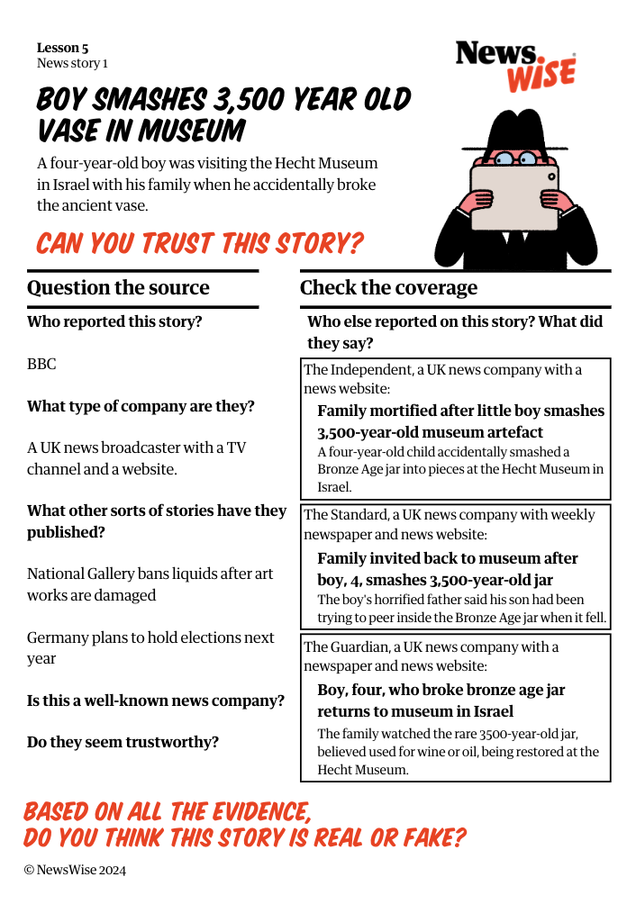 Lesson 5
News story 1
News
WISE
BOY SMASHES 3,500 YEAR OLD
VASE IN MUSEUM
A four-year-old boy was visiting the Hecht Museum
in Israel with his family when he accidentally broke
the ancient vase.
CAN YOU TRUST THIS STORY?
Question the source
Who reported this story?
BBC
What type of company are they?
A UK news broadcaster with a TV
channel and a website.
What other sorts of stories have they
published?
National Gallery bans liquids after art
works are damaged
Germany plans to hold elections next
year
Is this a well-known news company?
Do they seem trustworthy?
Check the coverage
Who else reported on this story? What did
they say?
The Independent, a UK news company with a
news website:
Family mortified after little boy smashes
3,500-year-old museum artefact
A four-year-old child accidentally smashed a
Bronze Age jar into pieces at the Hecht Museum in
Israel.
The Standard, a UK news company with weekly
newspaper and news website:
Family invited back to museum after
boy, 4, smashes 3,500-year-old jar
The boy's horrified father said his son had been
trying to peer inside the Bronze Age jar when it fell.
The Guardian, a UK news company with a
newspaper and news website:
Boy, four, who broke bronze age jar
returns to museum in Israel
The family watched the rare 3500-year-old jar,
believed used for wine or oil, being restored at the
Hecht Museum.
BASED ON ALL THE EVIDENCE,
DO YOU THINK THIS STORY IS REAL OR FAKE?
© NewsWise 2024